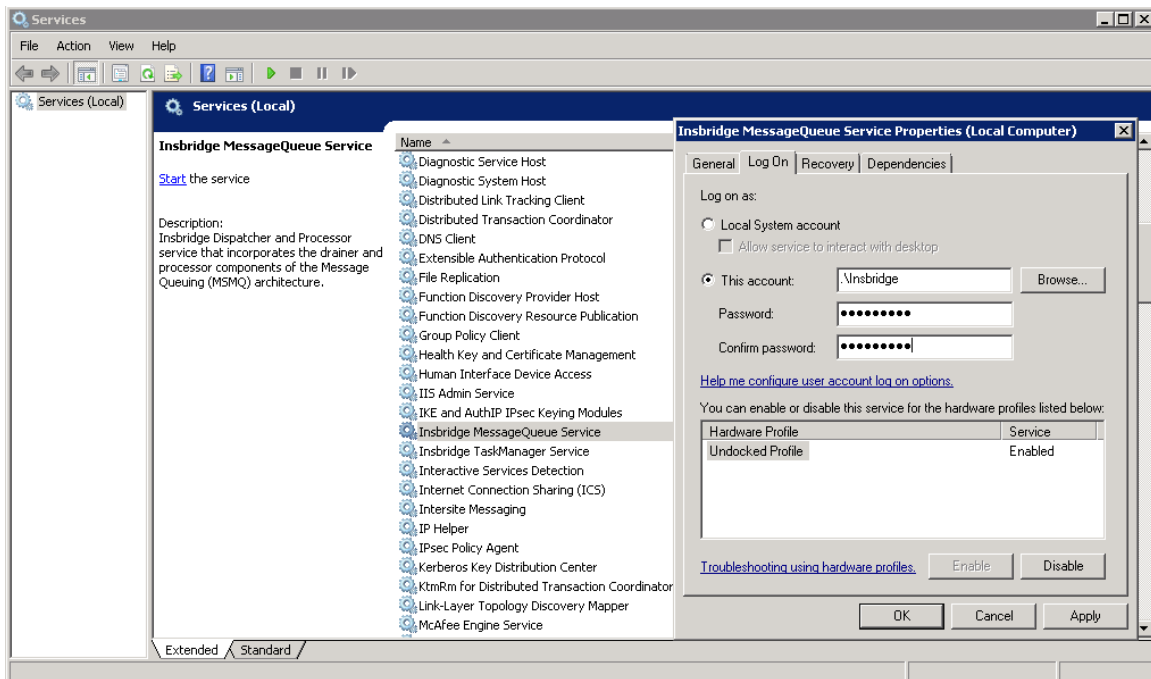 Services
File Action View Help
Services (Local)
Services (Local)
Insbridge MessageQueue Service
Start the service
Description:
Insbridge Dispatcher and Processor
service that incorporates the drainer and
processor components of the Message
Queuing (MSMQ) architecture.
Name
Diagnostic Service Host
Diagnostic System Host
Distributed Link Tracking Client
Distributed Transaction Coordinator
DNS Client
Extensible Authentication Protocol
File Replication
Function Discovery Provider Host
Function Discovery Resource Publication
Group Policy Client
Health Key and Certificate Management
Human Interface Device Access
IIS Admin Service
IKE and AuthIP IPsec Keying Modules
Insbridge MessageQueue Service
Insbridge TaskManager Service
Interactive Services Detection
Internet Connection Sharing (ICS)
Intersite Messaging
IP Helper
IPsec Policy Agent
Kerberos Key Distribution Center
KtmRm for Distributed Transaction Coordinator
Link-Layer Topology Discovery Mapper
McAfee Engine Service
Extended Standard
Insbridge MessageQueue Service Properties (Local Computer)
General Log On Recovery Dependencies
Log on as:
Local System account
Allow service to interact with desktop
This account: .\Insbridge Browse...
Password: •••••••••
Confirm password: •••••••••
Help me configure user account log on options.
You can enable or disable this service for the hardware profiles listed below:
Hardware Profile Service
Undocked Profile Enabled
Troubleshooting using hardware profiles. Enable Disable
OK Cancel Apply